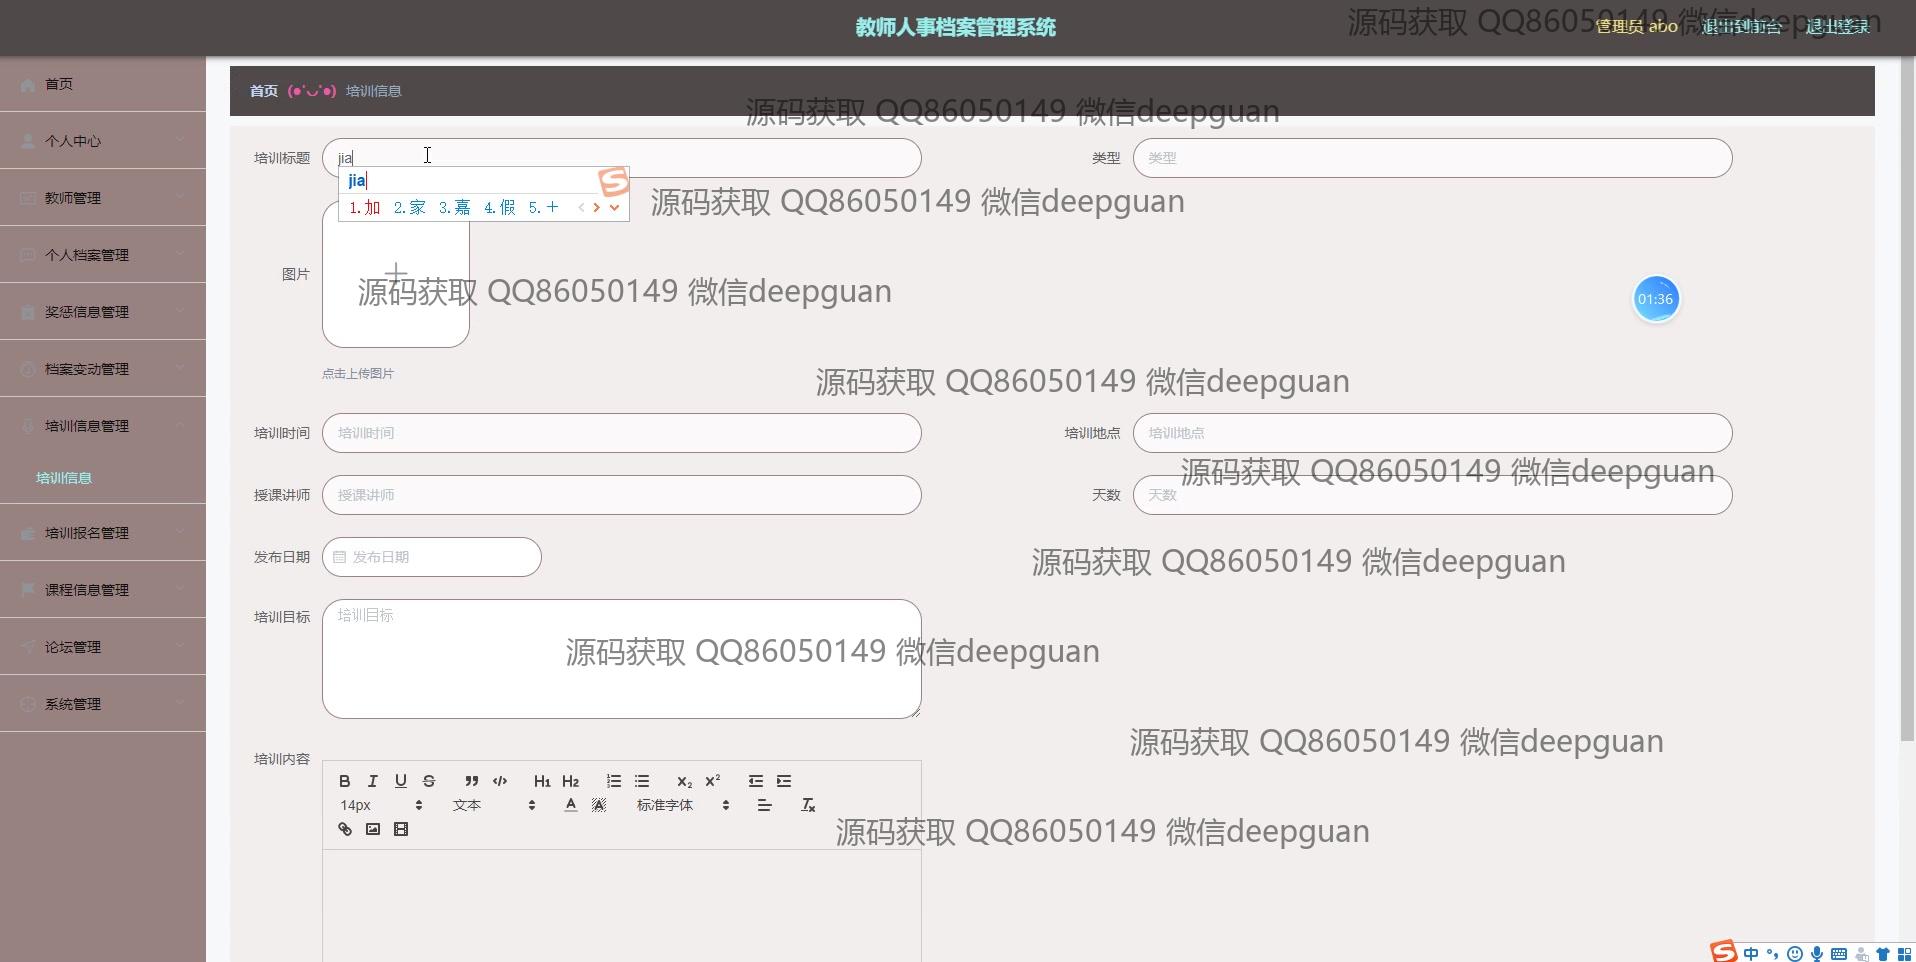 教师人事档案管理系统
管理员 abo 退出到前台 退出登录
源码获取 QQ86050149 微信deepguan
首页
个人中心
教师管理
个人档案管理
奖惩信息管理
档案变动管理
培训信息管理
培训信息
培训报名管理
课程信息管理
论坛管理
系统管理
首页 (●'◡'●) 培训信息
源码获取 QQ86050149 微信deepguan
培训标题 jia
类型 类型
jia
1.加 2.家 3.嘉 4.假 5.十
源码获取 QQ86050149 微信deepguan
图片
源码获取 QQ86050149 微信deepguan
01:36
点击上传图片
源码获取 QQ86050149 微信deepguan
培训时间 培训时间
培训地点 培训地点
源码获取 QQ86050149 微信deepguan
授课讲师 授课讲师
天数 天数
发布日期 发布日期
源码获取 QQ86050149 微信deepguan
培训目标 培训目标
源码获取 QQ86050149 微信deepguan
源码获取 QQ86050149 微信deepguan
培训内容
B I U S H1 H2 X2 X2
14px 文本 A A 标准字体 Tx
源码获取 QQ86050149 微信deepguan
S 中